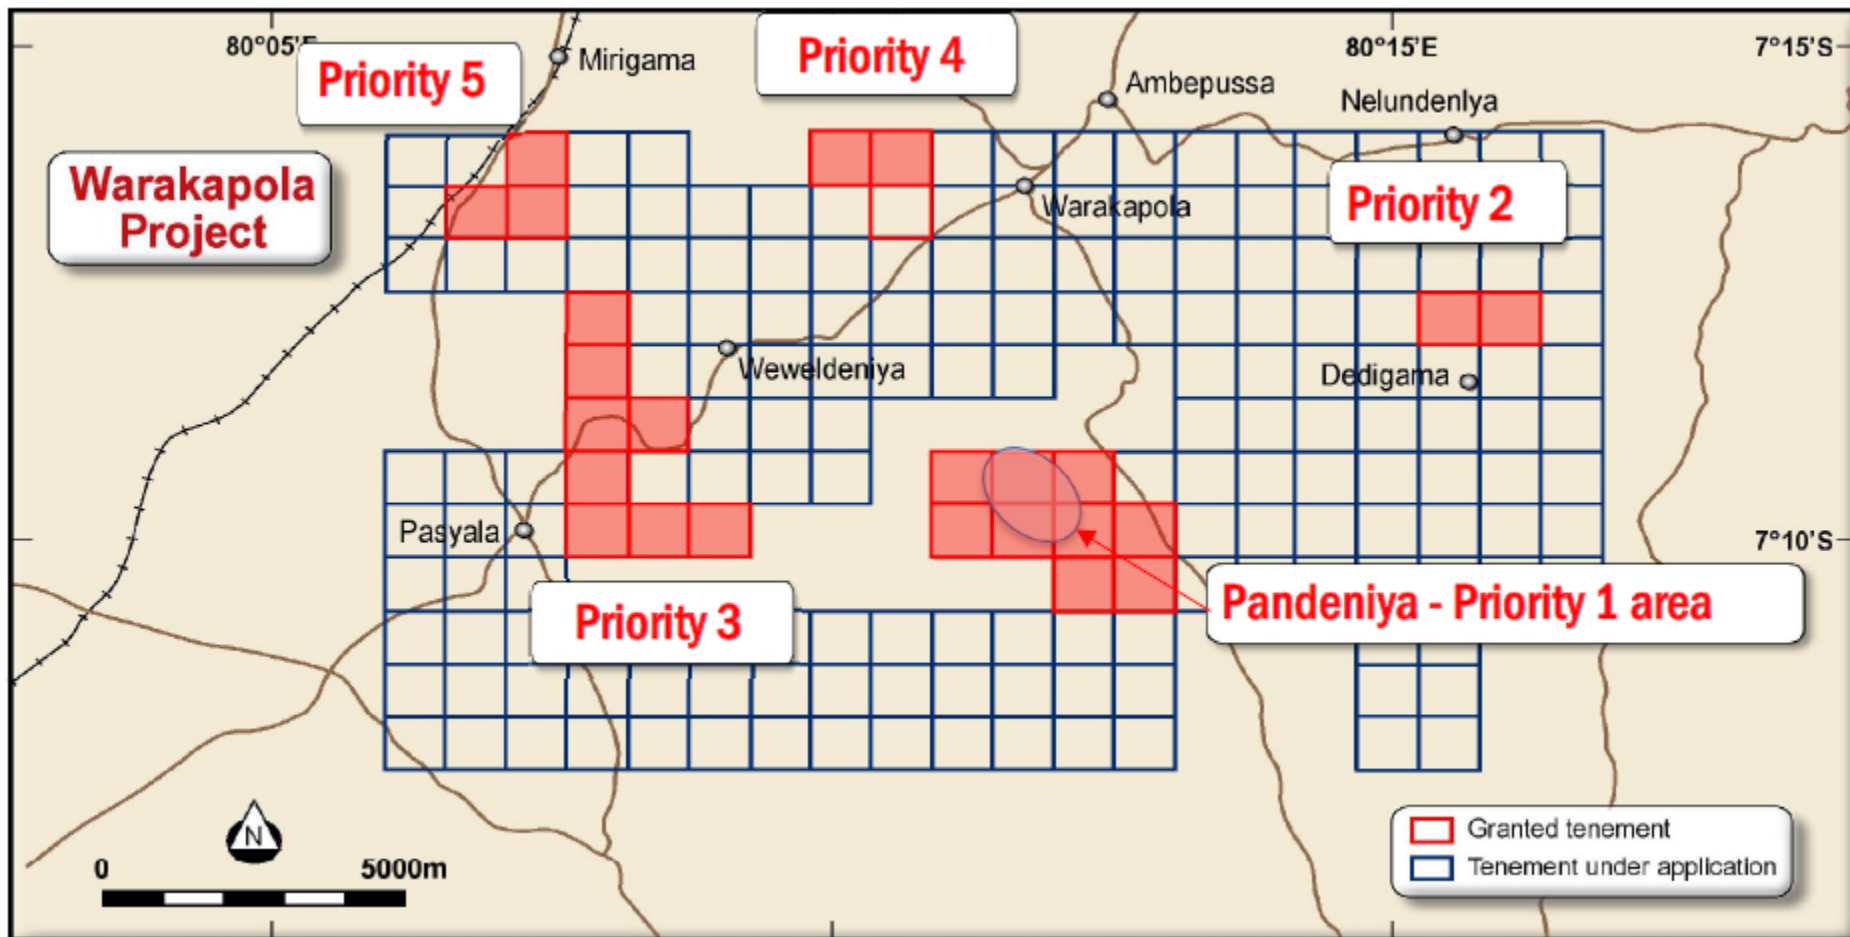 80°05'E
80°15'E
7°15'S
Priority 5
Mirigama
Priority 4
Ambepussa
Nelundenlya
Warakapola
Project
Warakapola
Priority 2
Weweldeniya
Dedigama
Pasyala
7°10'S
Priority 3
Pandeniya - Priority 1 area
N
0 5000m
Granted tenement
Tenement under application